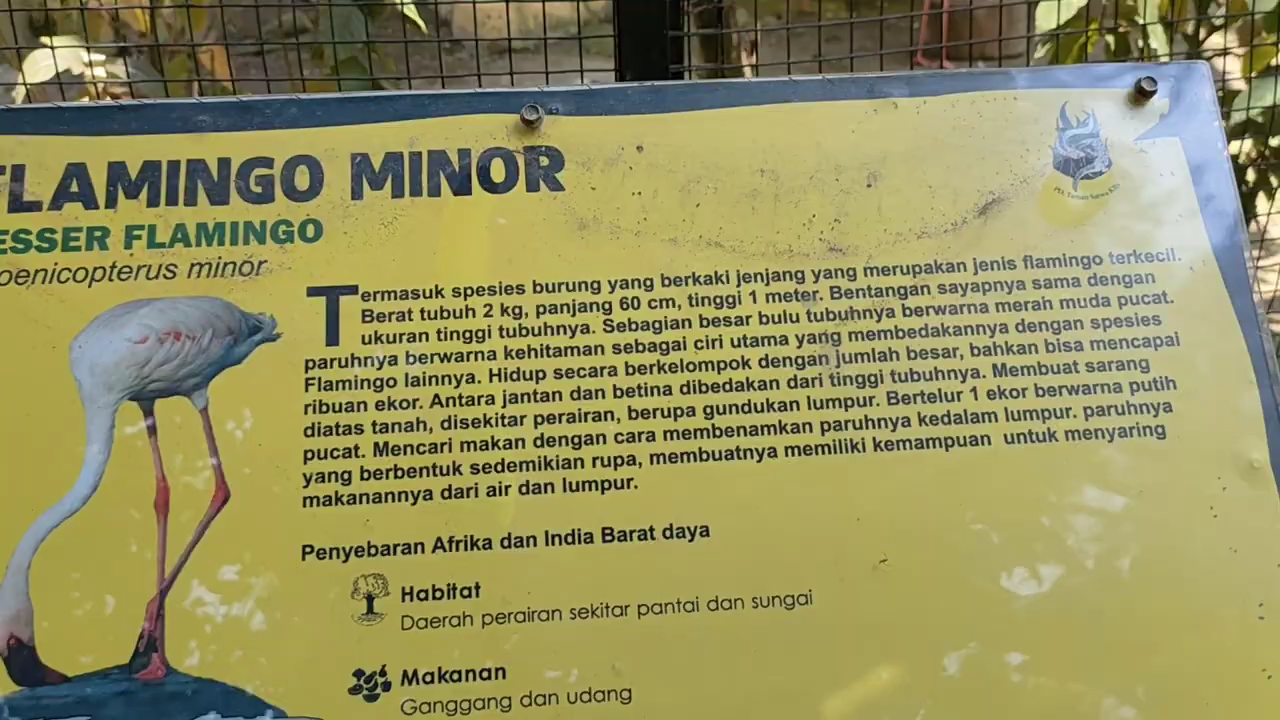 FLAMINGO MINOR
ESSER FLAMINGO
oenicopterus minor
Termasuk spesies burung yang berkaki jenjang yang merupakan jenis flamingo terkecil.
Berat tubuh 2 kg, panjang 60 cm, tinggi 1 meter. Bentangan sayapnya sama dengan
ukuran tinggi tubuhnya. Sebagian besar bulu tubuhnya berwarna merah muda pucat.
paruhnya berwarna kehitaman sebagai ciri utama yang membedakannya dengan spesies
Flamingo lainnya. Hidup secara berkelompok dengan jumlah besar, bahkan bisa mencapai
ribuan ekor. Antara jantan dan betina dibedakan dari tinggi tubuhnya. Membuat sarang
diatas tanah, disekitar perairan, berupa gundukan lumpur. Bertelur 1 ekor berwarna putih
pucat. Mencari makan dengan cara membenamkan paruhnya kedalam lumpur. paruhnya
yang berbentuk sedemikian rupa, membuatnya memiliki kemampuan untuk menyaring
makanannya dari air dan lumpur.
Penyebaran Afrika dan India Barat daya
Habitat
Daerah perairan sekitar pantai dan sungai
Makanan
Ganggang dan udang